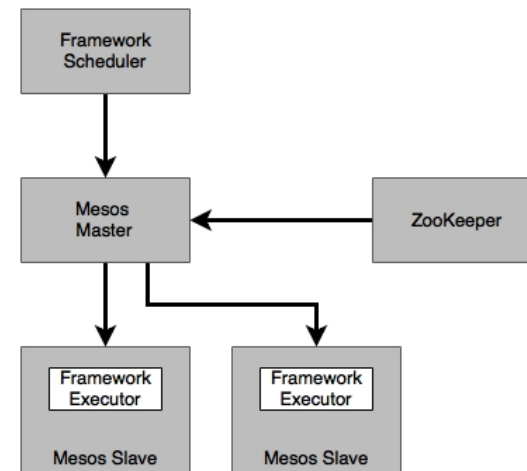 Framework
Scheduler
Mesos
Master
ZooKeeper
Framework
Executor
Mesos Slave
Framework
Executor
Mesos Slave